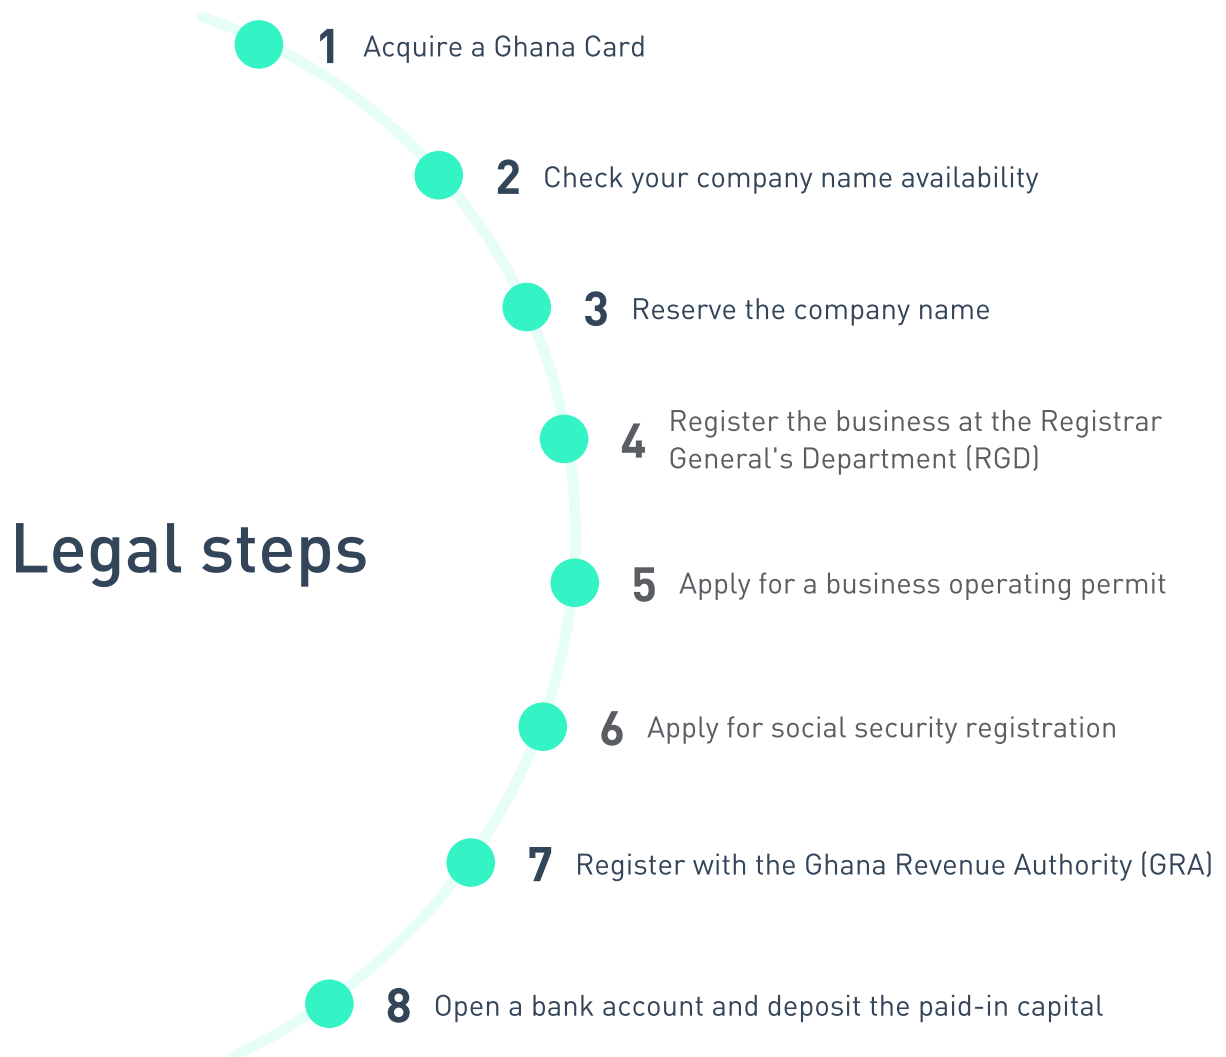 1 Acquire a Ghana Card
2 Check your company name availability
3 Reserve the company name
4 Register the business at the Registrar
General's Department (RGD)
Legal steps
5 Apply for a business operating permit
6 Apply for social security registration
7 Register with the Ghana Revenue Authority (GRA)
8 Open a bank account and deposit the paid-in capital